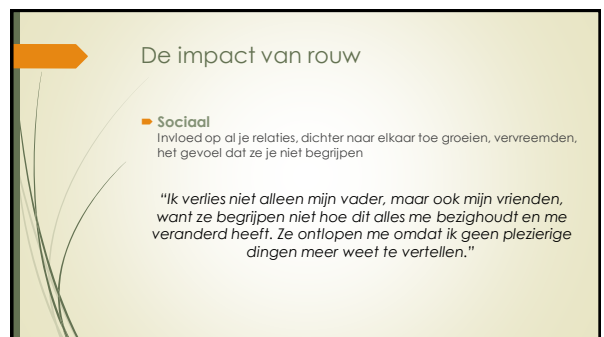 De impact van rouw
Sociaal
Invloed op al je relaties, dichter naar elkaar toe groeien, vervreemden,
het gevoel dat ze je niet begrijpen
“Ik verlies niet alleen mijn vader, maar ook mijn vrienden,
want ze begrijpen niet hoe dit alles me bezighoudt en me
veranderd heeft. Ze ontlopen me omdat ik geen plezierige
dingen meer weet te vertellen.”